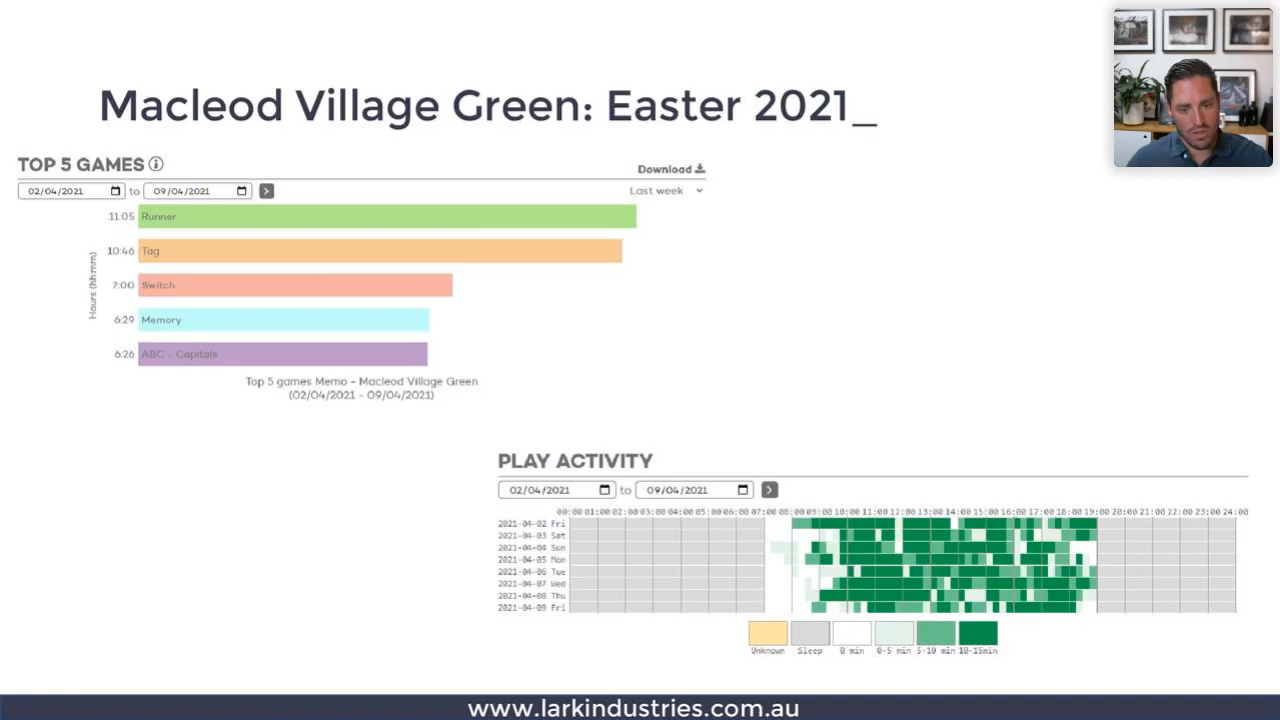 Macleod Village Green: Easter 2021_
TOP 5 GAMES
Download
02/04/2021 to 09/04/2021 >
Last week
Hours (hh:mm)
11:05 Runner
10:46 Tag
7:00 Switch
6:29 Memory
6:26 ABC - Capitals
Top 5 games Memo - Macleod Village Green
(02/04/2021 - 09/04/2021)
PLAY ACTIVITY
02/04/2021 to 09/04/2021 >
00:00 01:00 02:00 03:00 04:00 05:00 06:00 07:00 08:00 09:00 10:00 11:00 12:00 13:00 14:00 15:00 16:00 17:00 18:00 19:00 20:00 21:00 22:00 23:00 24:00
2021-04-02 Fri
2021-04-03 Sat
2021-04-04 Sun
2021-04-05 Mon
2021-04-06 Tue
2021-04-07 Wed
2021-04-08 Thu
2021-04-09 Fri
Unknown Sleep 0 min 0-5 min 5-10 min 10-15min
www.larkindustries.com.au